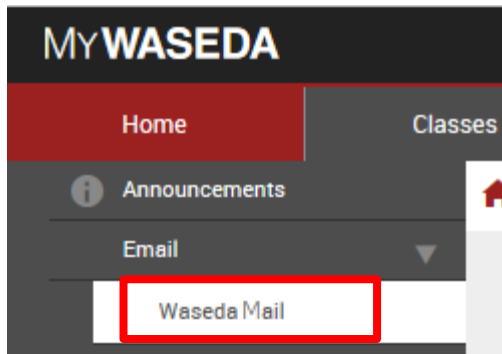 MYWASEDA
Home Classes
Announcements
Email
Waseda Mail